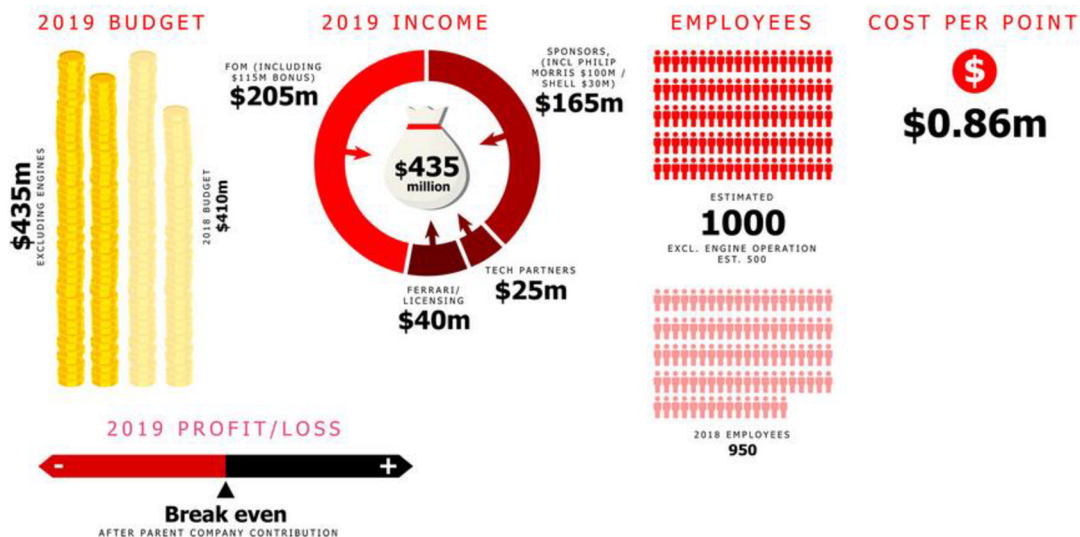 2019 BUDGET
$435m
EXCLUDING ENGINES
2018 BUDGET
$410m
2019 INCOME
FOM (INCLUDING
$115M BONUS)
$205m
SPONSORS,
(INCL PHILIP
MORRIS $100M /
SHELL $30M)
$165m
$435
million
TECH PARTNERS
$25m
FERRARI/
LICENSING
$40m
EMPLOYEES
ESTIMATED
1000
EXCL. ENGINE OPERATION
EST. 500
2018 EMPLOYEES
950
COST PER POINT
$
$0.86m
2019 PROFIT/LOSS
- +
Break even
AFTER PARENT COMPANY CONTRIBUTION